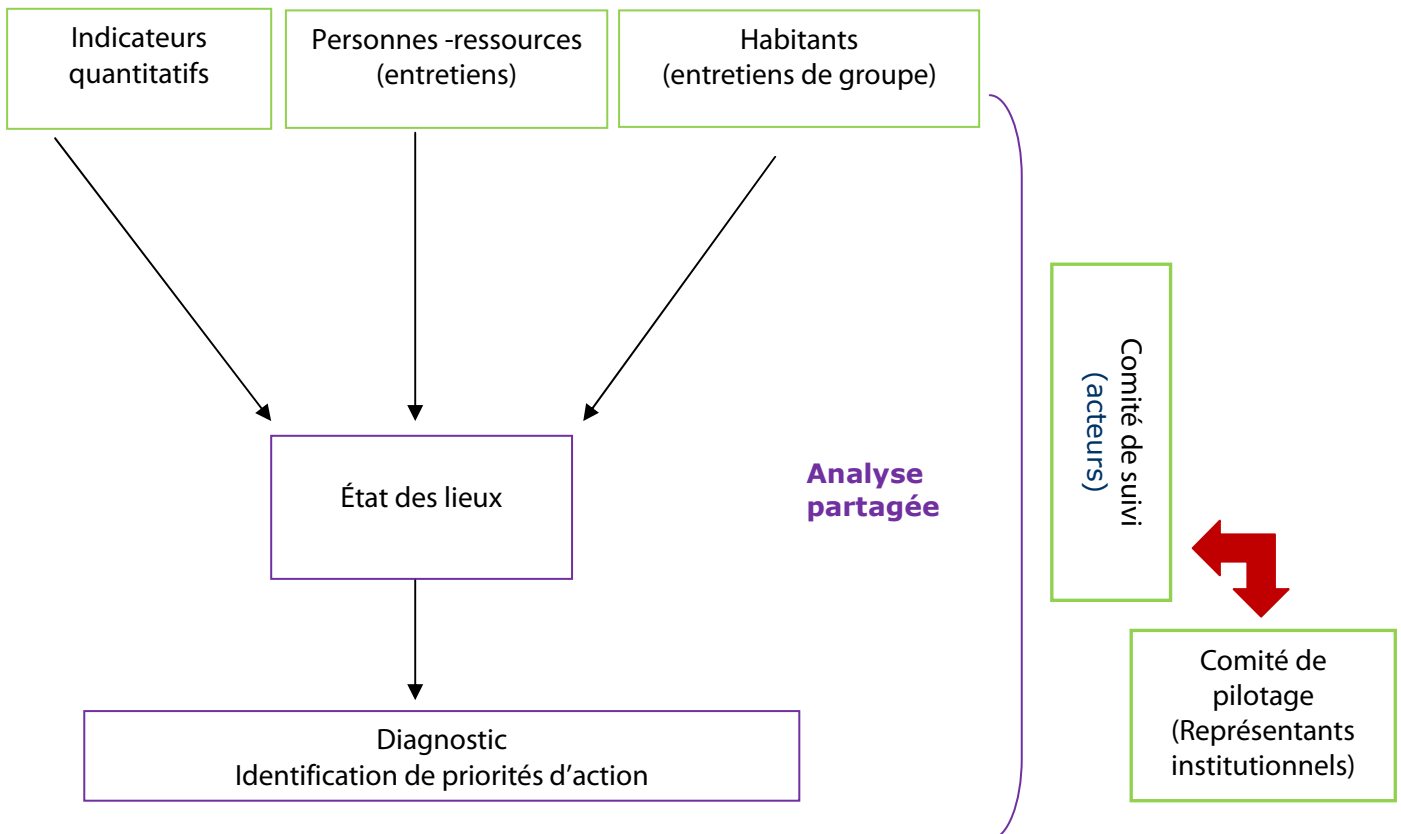 Indicateurs
quantitatifs
Personnes -ressources
(entretiens)
Habitants
(entretiens de groupe)
Comité de suivi
(acteurs)
État des lieux
Analyse
partagée
Comité de
pilotage
(Représentants
institutionnels)
Diagnostic
Identification de priorités d’action